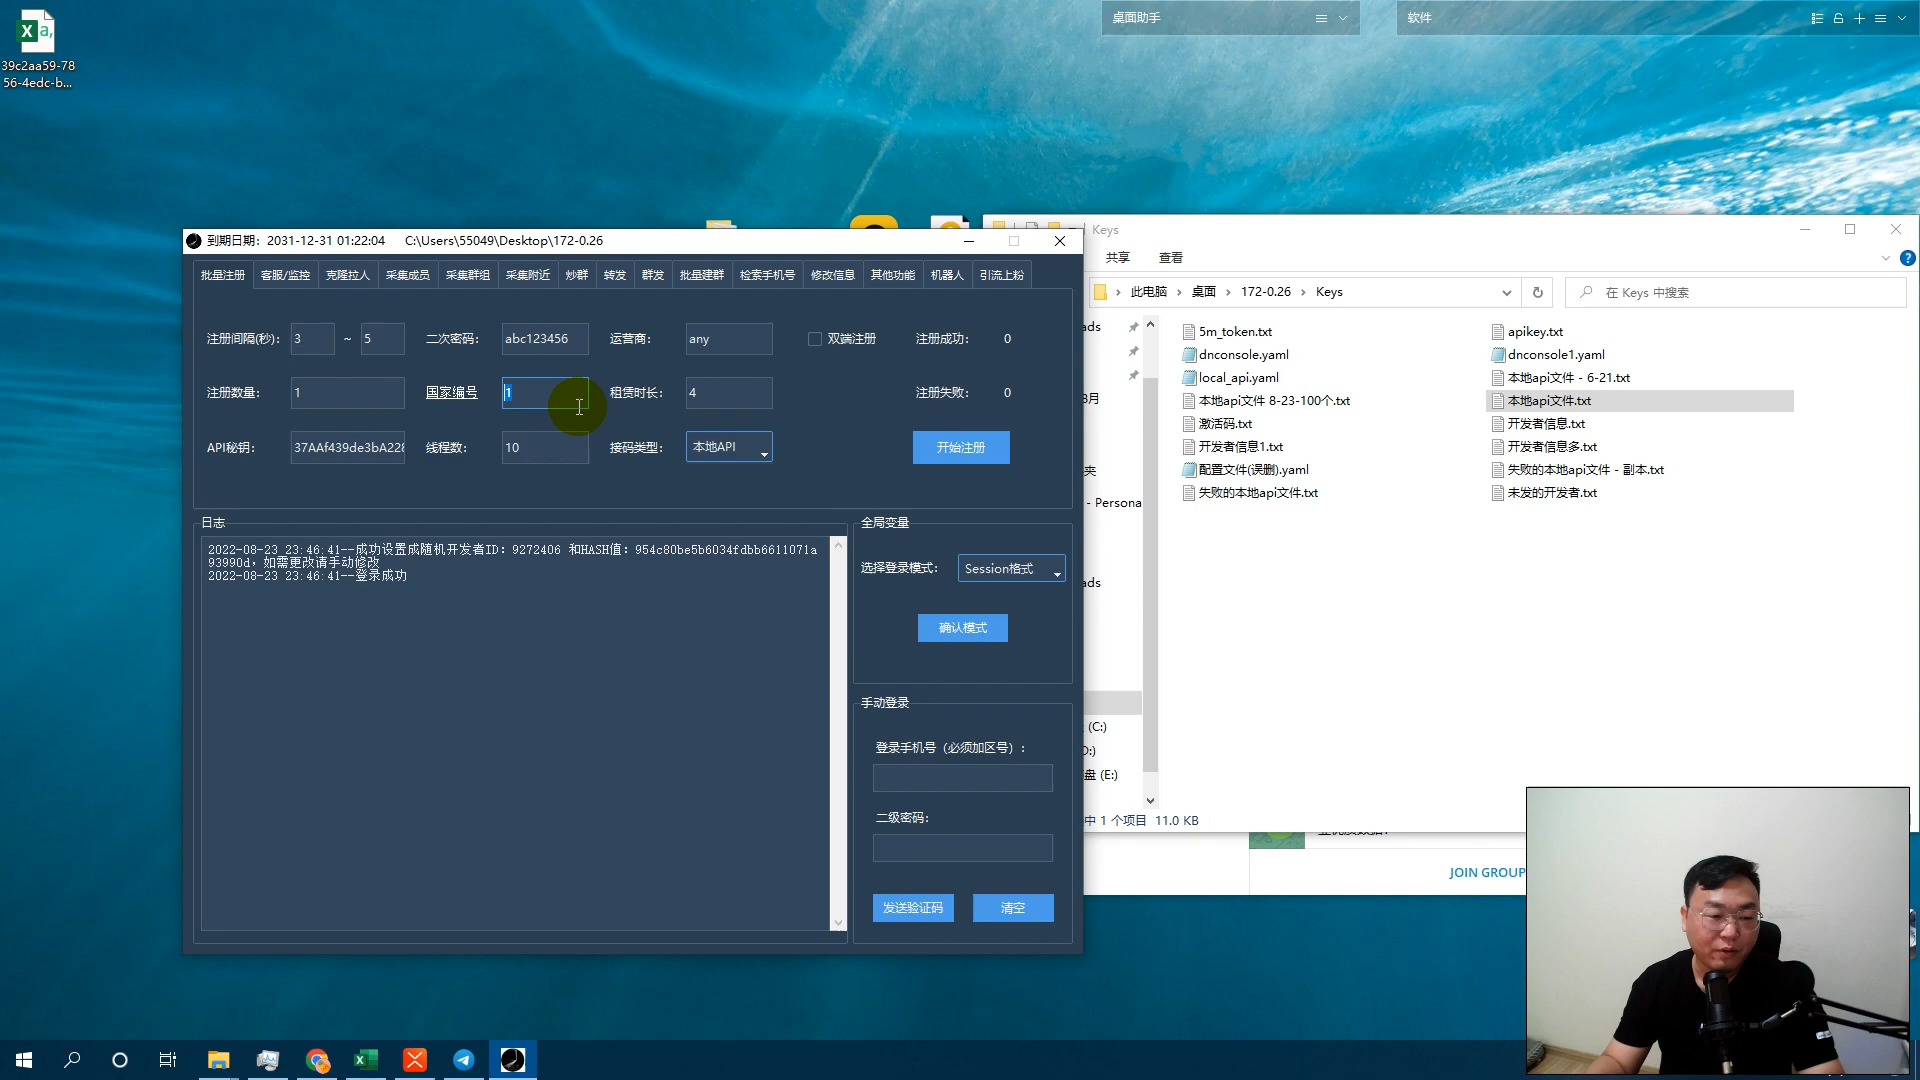 39c2aa59-78
56-4edc-b...
桌面助手
软件
到期日期：2031-12-31 01:22:04 C:\Users\55049\Desktop\172-0.26
批量注册 客服/监控 克隆拉人 采集成员 采集群组 采集附近 炒群 转发 群发 批量建群 检索手机号 修改信息 其他功能 机器人 引流上粉
注册间隔(秒): 3 ~ 5 二次密码: abc123456 运营商: any 双端注册 注册成功: 0
注册数量: 1 国家编号 1 租赁时长: 4 注册失败: 0
API秘钥: 37AAf439de3bA228 线程数: 10 接码类型: 本地API 开始注册
日志
2022-08-23 23:46:41--成功设置成随机开发者ID：9272406 和HASH值：954c80be5b6034fdbb6611071a
93990d，如需更改请手动修改
2022-08-23 23:46:41--登录成功
全局变量
选择登录模式: Session格式
确认模式
手动登录
登录手机号（必须加区号）:
二级密码:
发送验证码 清空
Keys
共享 查看
此电脑 › 桌面 › 172-0.26 › Keys
在 Keys 中搜索
ads
8月
夹
- Persona
ads
(C:)
D:)
盘 (E:)
5m_token.txt
apikey.txt
dnconsole.yaml
dnconsole1.yaml
local_api.yaml
本地api文件 - 6-21.txt
本地api文件 8-23-100个.txt
本地api文件.txt
激活码.txt
开发者信息.txt
开发者信息1.txt
开发者信息多.txt
配置文件(误删).yaml
失败的本地api文件 - 副本.txt
失败的本地api文件.txt
未发的开发者.txt
中 1 个项目 11.0 KB
JOIN GROUP